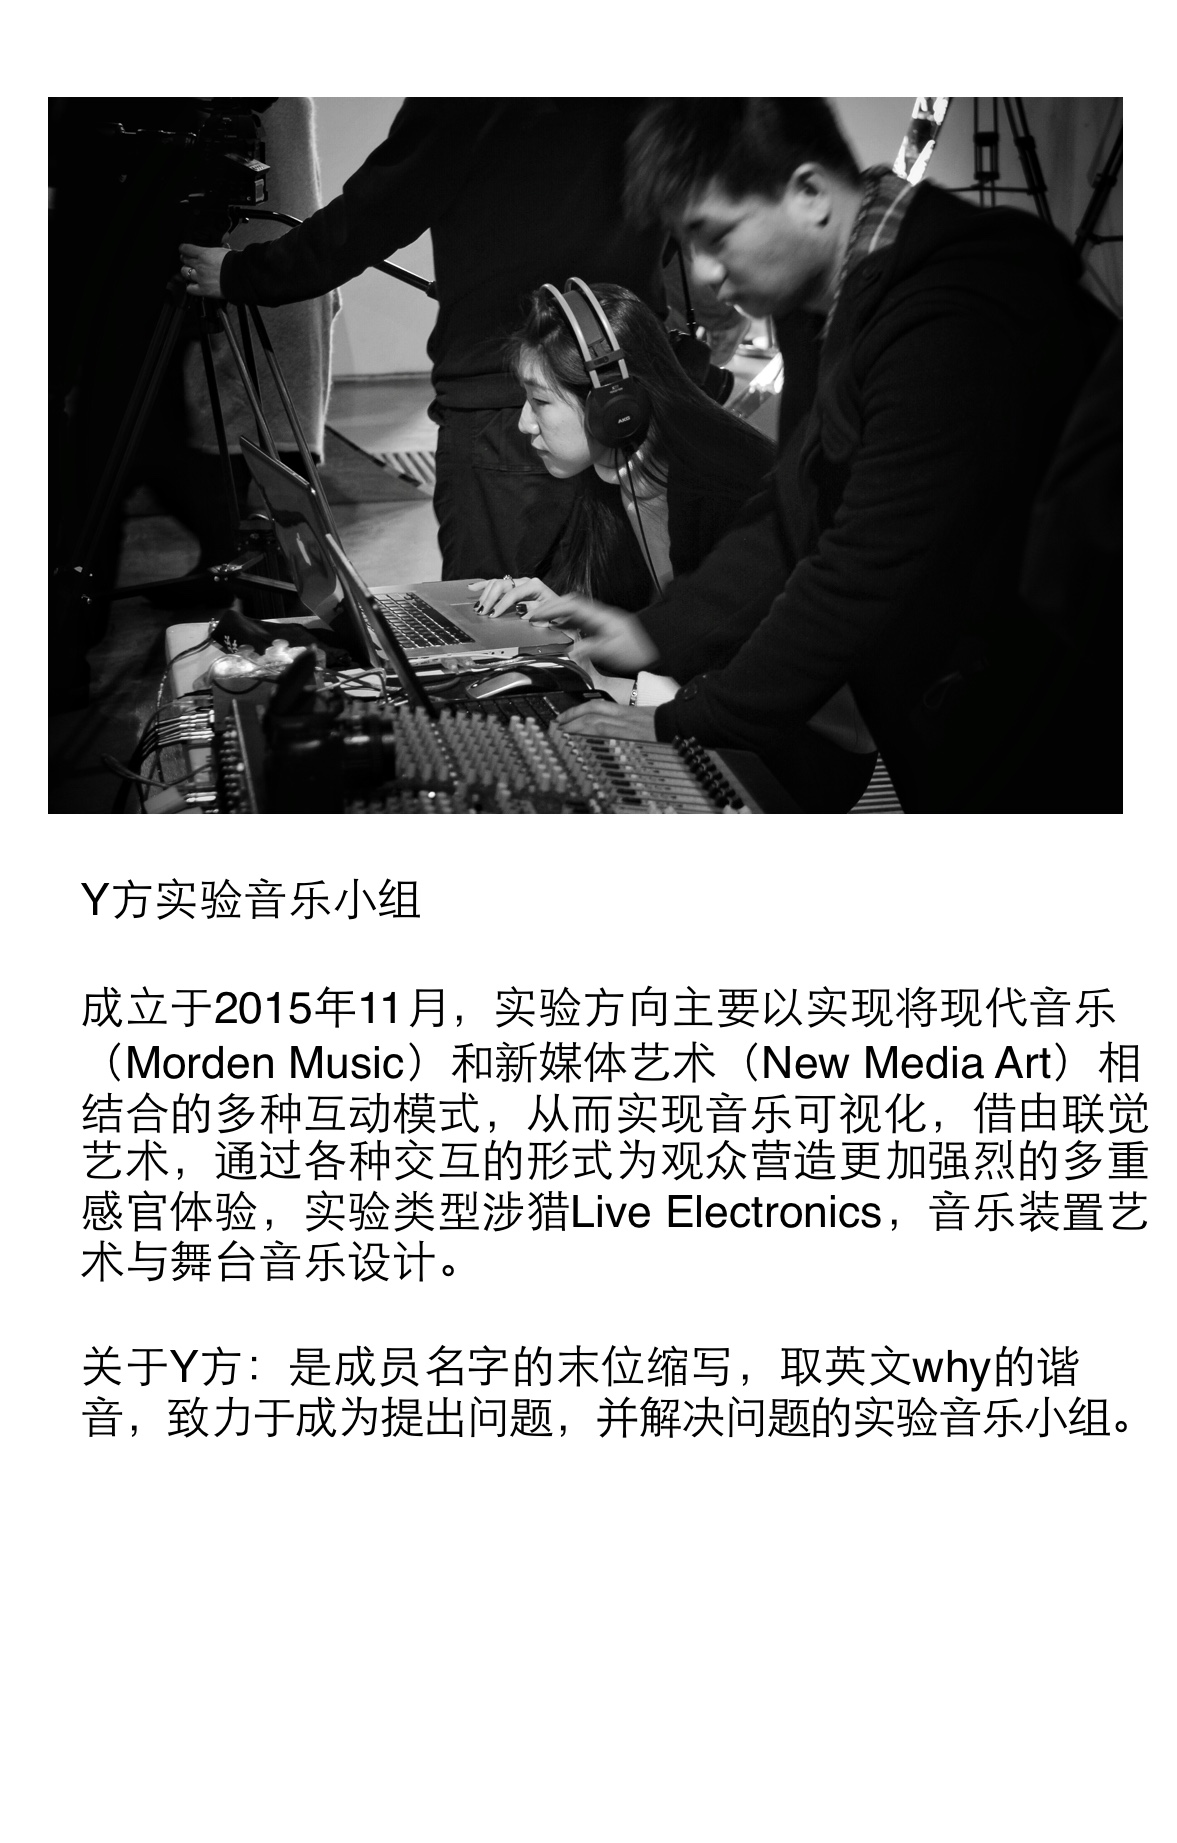 AKG
Y方实验音乐小组
成立于2015年11月，实验方向主要以实现将现代音乐
（Morden Music）和新媒体艺术（New Media Art）相
结合的多种互动模式，从而实现音乐可视化，借由联觉
艺术，通过各种交互的形式为观众营造更加强烈的多重
感官体验，实验类型涉猎Live Electronics，音乐装置艺
术与舞台音乐设计。
关于Y方：是成员名字的末位缩写，取英文why的谐
音，致力于成为提出问题，并解决问题的实验音乐小组。